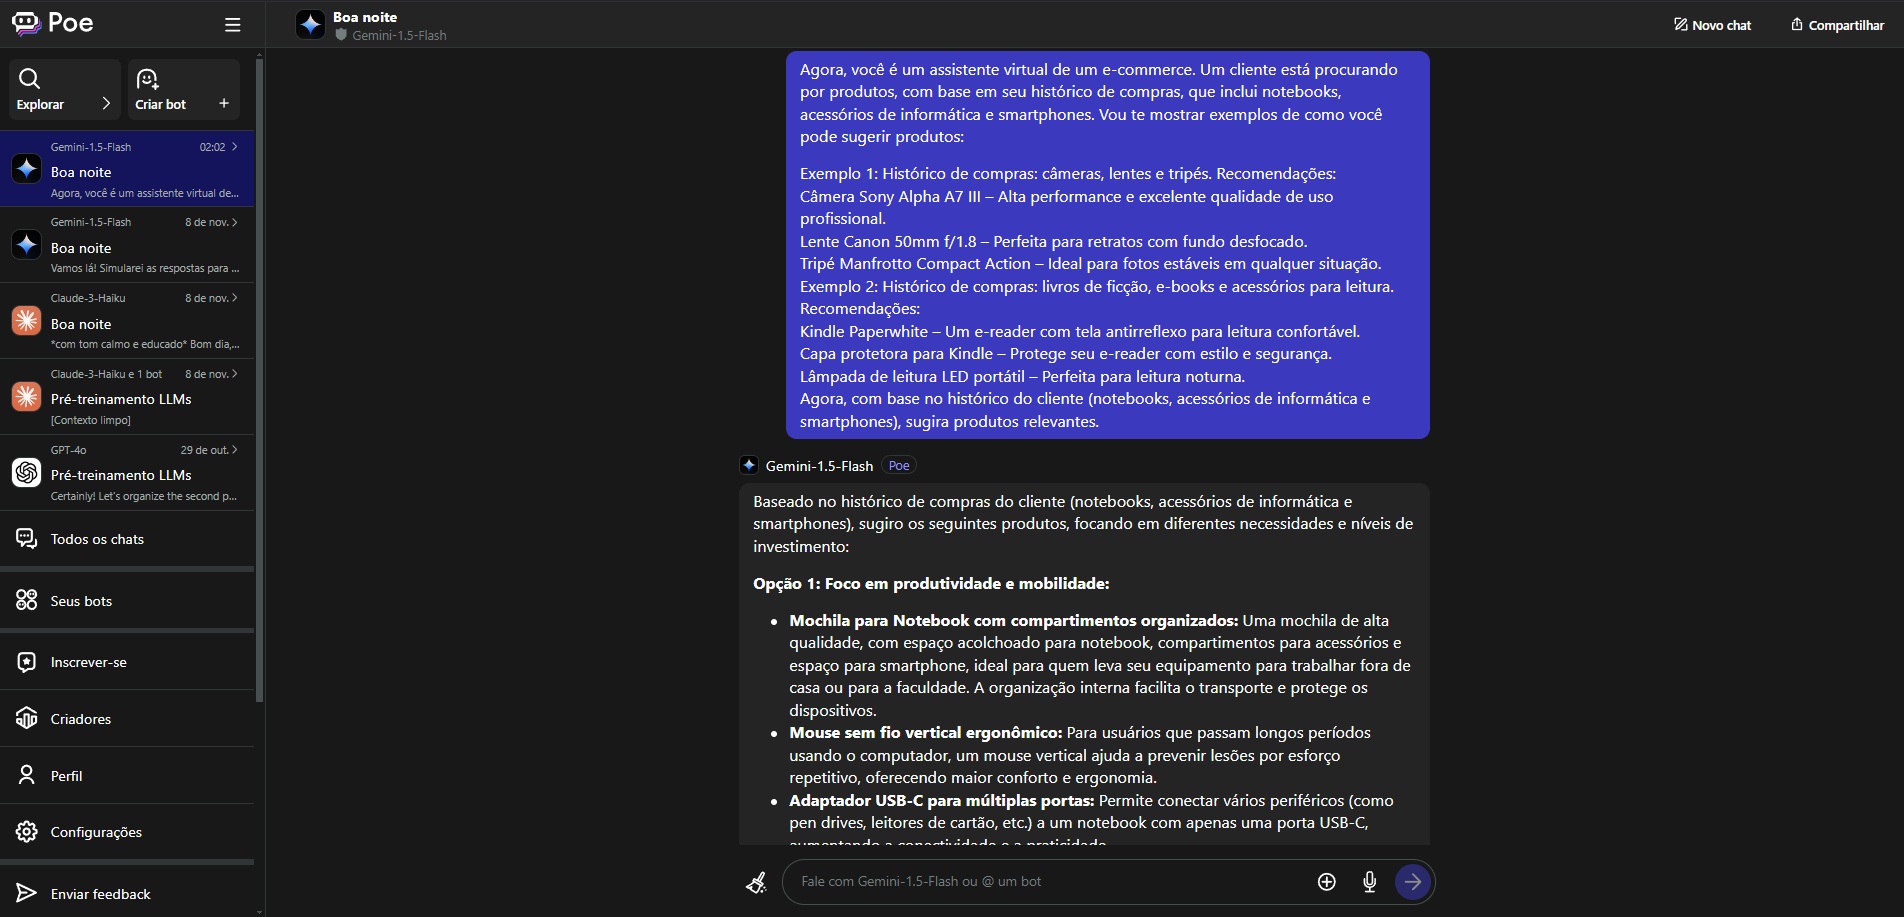 Poe
Explorar
Criar bot
Gemini-1.5-Flash 02:02
Boa noite
Agora, você é um assistente virtual de...
Gemini-1.5-Flash 8 de nov.
Boa noite
Vamos lá! Simularei as respostas para ...
Claude-3-Haiku 8 de nov.
Boa noite
*com tom calmo e educado* Bom dia,...
Claude-3-Haiku e 1 bot 8 de nov.
Pré-treinamento LLMs
[Contexto limpo]
GPT-4o 29 de out.
Pré-treinamento LLMs
Certainly! Let's organize the second p...
Todos os chats
Seus bots
Inscrever-se
Criadores
Perfil
Configurações
Enviar feedback
Boa noite
Gemini-1.5-Flash
Novo chat
Compartilhar
Agora, você é um assistente virtual de um e-commerce. Um cliente está procurando
por produtos, com base em seu histórico de compras, que inclui notebooks,
acessórios de informática e smartphones. Vou te mostrar exemplos de como você
pode sugerir produtos:
Exemplo 1: Histórico de compras: câmeras, lentes e tripés. Recomendações:
Câmera Sony Alpha A7 III – Alta performance e excelente qualidade de uso
profissional.
Lente Canon 50mm f/1.8 – Perfeita para retratos com fundo desfocado.
Tripé Manfrotto Compact Action – Ideal para fotos estáveis em qualquer situação.
Exemplo 2: Histórico de compras: livros de ficção, e-books e acessórios para leitura.
Recomendações:
Kindle Paperwhite – Um e-reader com tela antirreflexo para leitura confortável.
Capa protetora para Kindle – Protege seu e-reader com estilo e segurança.
Lâmpada de leitura LED portátil – Perfeita para leitura noturna.
Agora, com base no histórico do cliente (notebooks, acessórios de informática e
smartphones), sugira produtos relevantes.
Gemini-1.5-Flash Poe
Baseado no histórico de compras do cliente (notebooks, acessórios de informática e
smartphones), sugiro os seguintes produtos, focando em diferentes necessidades e níveis de
investimento:
Opção 1: Foco em produtividade e mobilidade:
• Mochila para Notebook com compartimentos organizados: Uma mochila de alta
qualidade, com espaço acolchoado para notebook, compartimentos para acessórios e
espaço para smartphone, ideal para quem leva seu equipamento para trabalhar fora de
casa ou para a faculdade. A organização interna facilita o transporte e protege os
dispositivos.
• Mouse sem fio vertical ergonômico: Para usuários que passam longos períodos
usando o computador, um mouse vertical ajuda a prevenir lesões por esforço
repetitivo, oferecendo maior conforto e ergonomia.
• Adaptador USB-C para múltiplas portas: Permite conectar vários periféricos (como
pen drives, leitores de cartão, etc.) a um notebook com apenas uma porta USB-C,
aumentando a conectividade e a praticidade.
Fale com Gemini-1.5-Flash ou @ um bot